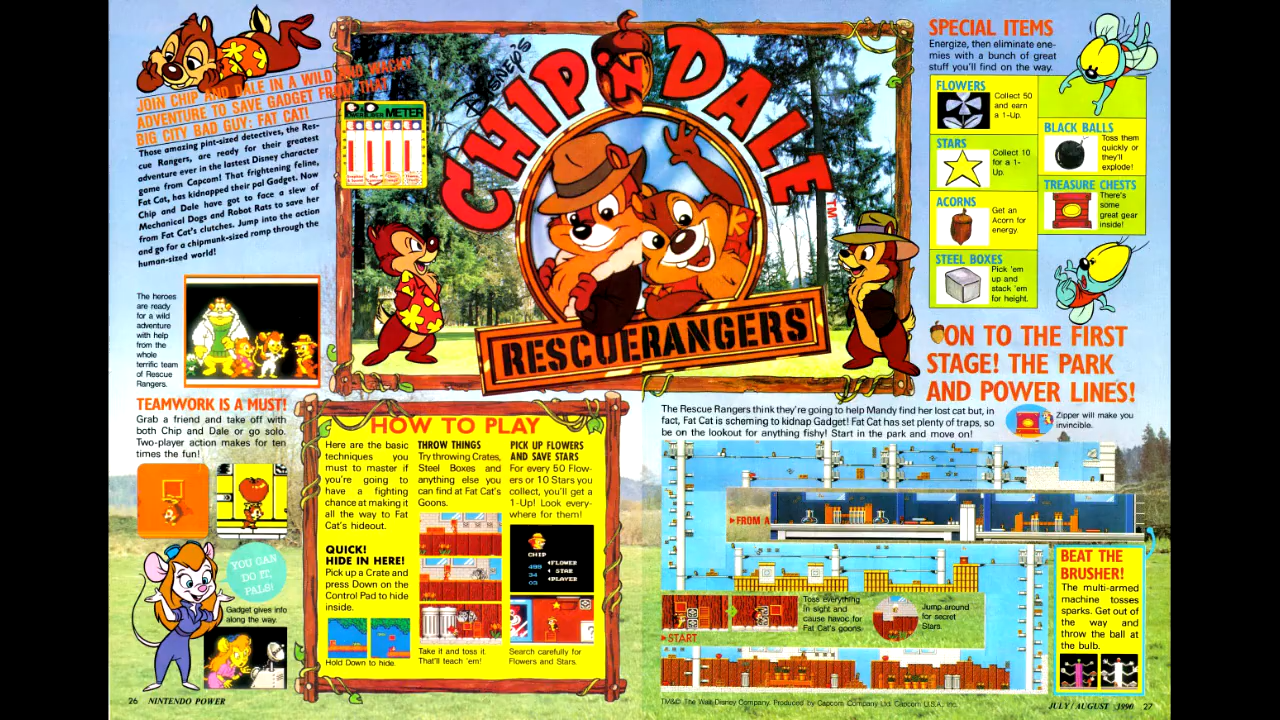 JOIN CHIP AND DALE IN A WILD AND WACKY
ADVENTURE TO SAVE GADGET FROM THAT
BIG CITY BAD GUY: FAT CAT!
Those amazing pint-sized detectives, the Res-
cue Rangers, are ready for their greatest
adventure ever in the lastest Disney character
game from Capcom! That frightening feline,
Fat Cat, has kidnapped their pal Gadget. Now
Chip and Dale have got to face a slew of
Mechanical Dogs and Robot Rats to save her
from Fat Cat's clutches. Jump into the action
and go for a chipmunk-sized romp through the
human-sized world!
The heroes
are ready
for a wild
adventure
with help
from the
whole
terrific team
of Rescue
Rangers.
TEAMWORK IS A MUST!
Grab a friend and take off with
both Chip and Dale or go solo.
Two-player action makes for ten
times the fun!
YOU CAN
DO IT,
PALS!
Gadget gives info
along the way.
26 NINTENDO POWER
METER
DISNEY'S
CHIP 'N DALE
TM
RESCUE RANGERS
HOW TO PLAY
Here are the basic
techniques you
must to master if
you're going to
have a fighting
chance at making it
all the way to Fat
Cat's hideout.
QUICK!
HIDE IN HERE!
Pick up a Crate and
press Down on the
Control Pad to hide
inside.
Hold Down to hide.
THROW THINGS
Try throwing Crates,
Steel Boxes and
anything else you
can find at Fat Cat's
Goons.
Take it and toss it.
That'll teach 'em!
PICK UP FLOWERS
AND SAVE STARS
For every 50 Flow-
ers or 10 Stars you
collect, you'll get a
1-Up! Look every-
where for them!
CHIP
FLOWER
STAR
PLAYER
Search carefully for
Flowers and Stars.
SPECIAL ITEMS
Energize, then eliminate ene-
mies with a bunch of great
stuff you'll find on the way.
FLOWERS
Collect 50
and earn
a 1-Up.
STARS
Collect 10
for a 1-
Up.
ACORNS
Get an
Acorn for
energy.
STEEL BOXES
Pick 'em
up and
stack 'em
for height.
BLACK BALLS
Toss them
quickly or
they'll
explode!
TREASURE CHESTS
There's
some
great gear
inside!
ON TO THE FIRST
STAGE! THE PARK
AND POWER LINES!
The Rescue Rangers think they're going to help Mandy find her lost cat but, in
fact, Fat Cat is scheming to kidnap Gadget! Fat Cat has set plenty of traps, so
be on the lookout for anything fishy! Start in the park and move on!
Zipper will make you
invincible.
FROM A
Toss everything
in sight and
cause havoc for
Fat Cat's goons.
Jump around
for secret
Stars.
START
BEAT THE
BRUSHER!
The multi-armed
machine tosses
sparks. Get out of
the way and
throw the ball at
the bulb.
TM&© The Walt Disney Company. Produced by Capcom Company Ltd. Capcom U.S.A., Inc.
JULY/AUGUST 1990 27